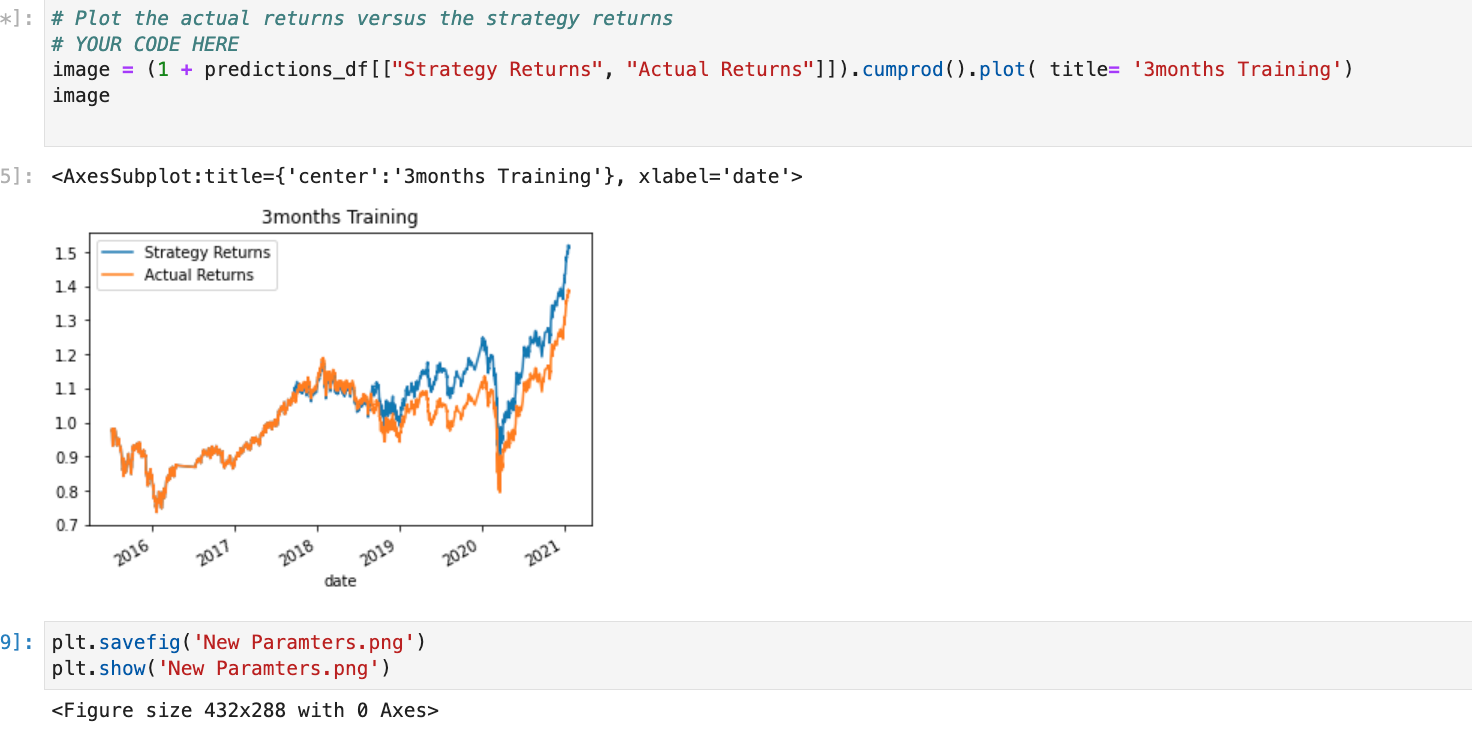 *]: # Plot the actual returns versus the strategy returns
# YOUR CODE HERE
image = (1 + predictions_df[["Strategy Returns", "Actual Returns"]]).cumprod().plot( title= '3months Training')
image
5]: <AxesSubplot:title={'center':'3months Training'}, xlabel='date'>
3months Training
Strategy Returns
Actual Returns
1.5
1.4
1.3
1.2
1.1
1.0
0.9
0.8
0.7
2016 2017 2018 2019 2020 2021
date
9]: plt.savefig('New Paramters.png')
plt.show('New Paramters.png')
<Figure size 432x288 with 0 Axes>